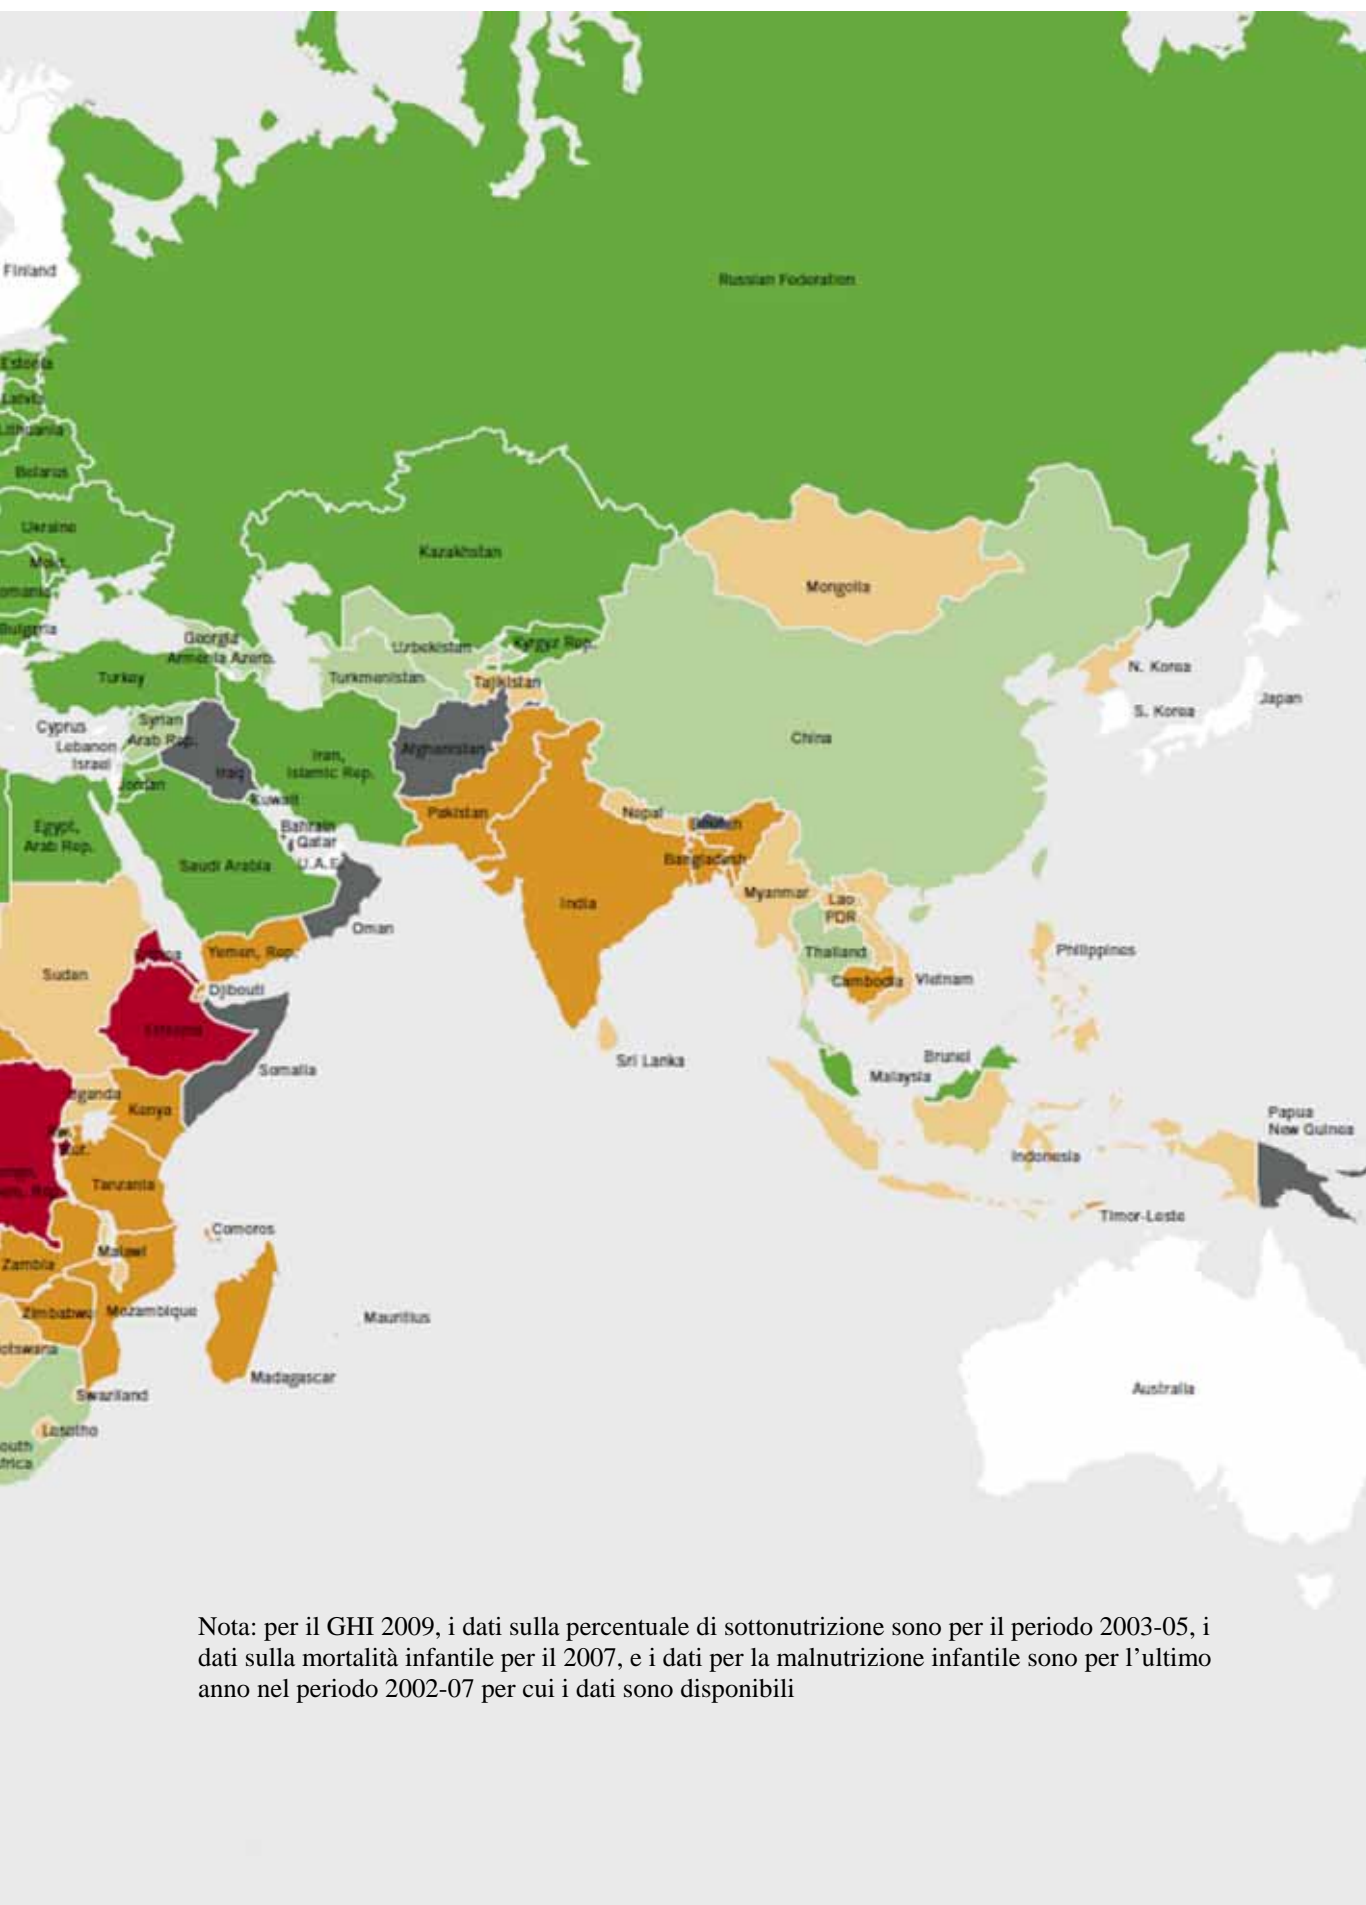 Russian Federation
Finland
Estonia
Latvia
Lithuania
Belarus
Ukraine
Kazakhstan
Mongolia
Bulgaria
Georgia
Armenia Azerb.
Uzbekistan
Kyrgyz Rep.
Turkey
Turkmenistan
Tajikistan
N. Korea
S. Korea
Japan
Cyprus
Lebanon
Israel
Syrian
Arab Rep.
Iraq
Iran,
Islamic Rep.
Afghanistan
China
Jordan
Kuwait
Bahrain
Qatar
U.A.E.
Pakistan
Nepal
Bhutan
Bangladesh
Egypt,
Arab Rep.
Saudi Arabia
India
Myanmar
Lao
PDR
Oman
Yemen, Rep.
Thailand
Cambodia
Vietnam
Philippines
Sudan
Djibouti
Ethiopia
Somalia
Sri Lanka
Brunei
Malaysia
Uganda
Kenya
Papua
New Guinea
Indonesia
Tanzania
Timor-Leste
Comoros
Malawi
Zambia
Zimbabwe
Mozambique
Mauritius
otswana
Madagascar
Swaziland
Lesotho
outh
frica
Australia
Nota: per il GHI 2009, i dati sulla percentuale di sottonutrizione sono per il periodo 2003-05, i
dati sulla mortalità infantile per il 2007, e i dati per la malnutrizione infantile sono per l’ultimo
anno nel periodo 2002-07 per cui i dati sono disponibili